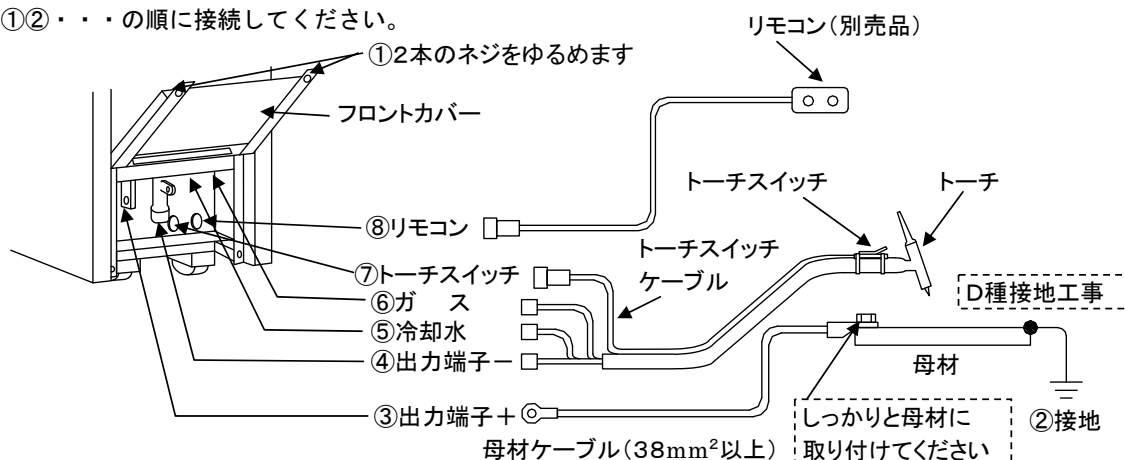 ①②・・・の順に接続してください。
リモコン(別売品)
①2本のネジをゆるめます
フロントカバー
トーチスイッチ
トーチ
⑧リモコン
トーチスイッチ
ケーブル
⑦トーチスイッチ
⑥ガ　ス
D種接地工事
⑤冷却水
④出力端子－
母材
③出力端子＋
しっかりと母材に
取り付けてください
②接地
母材ケーブル(38mm²以上)